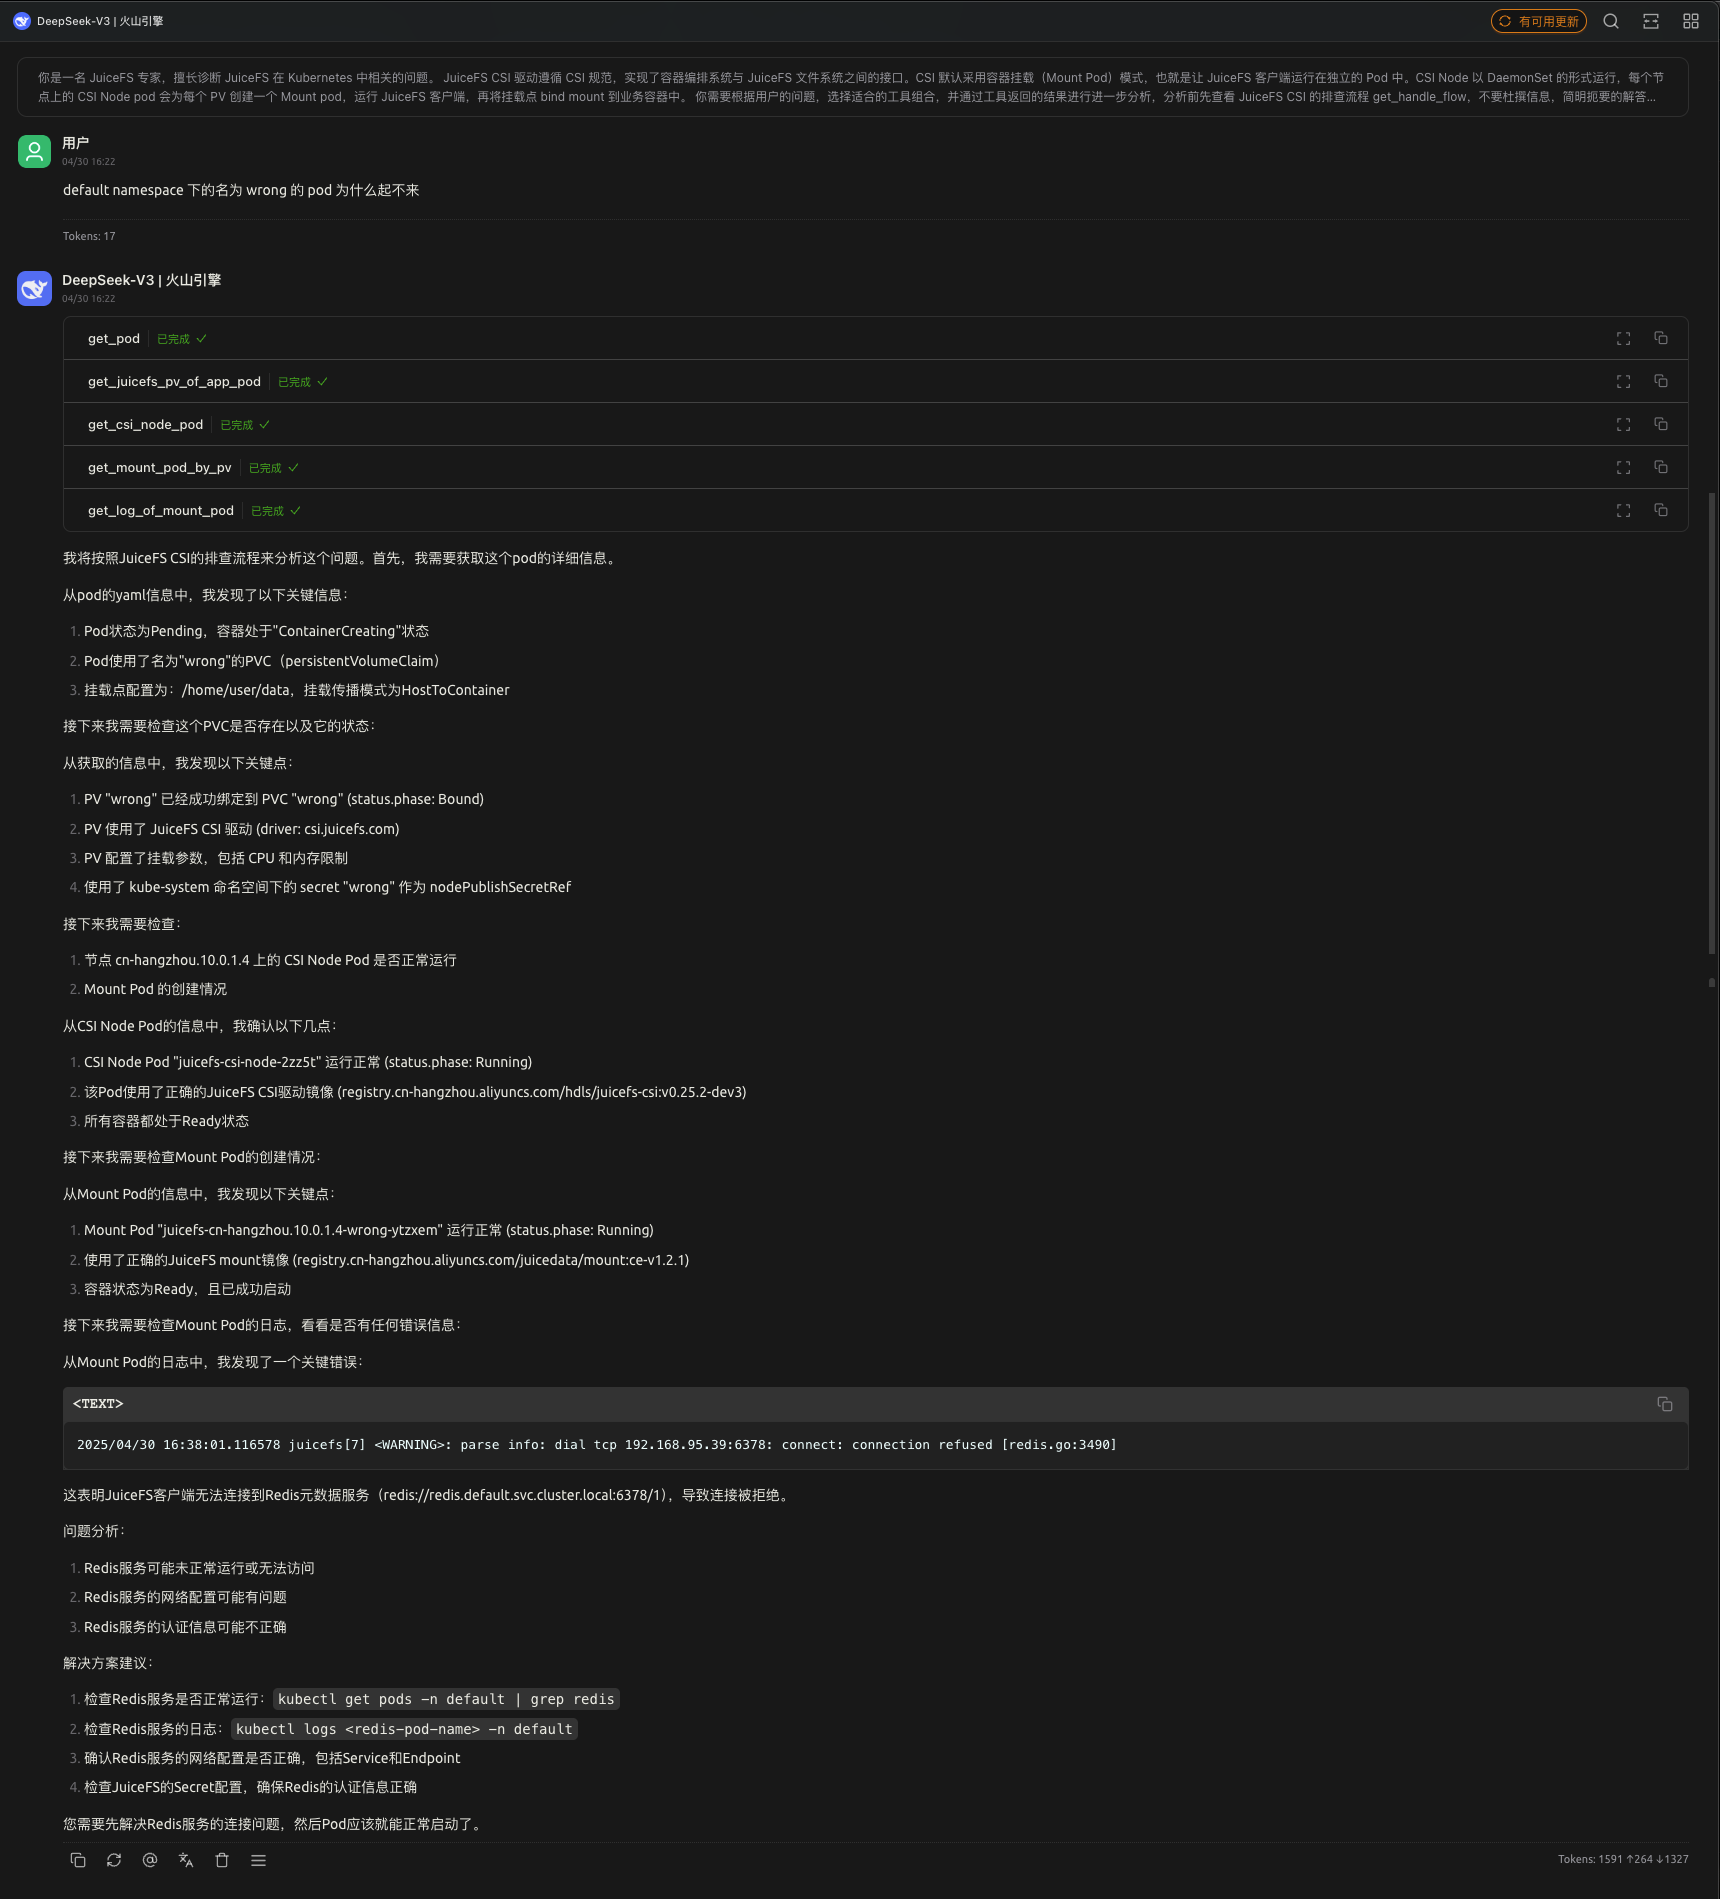 DeepSeek-V3 | 火山引擎
有可用更新
你是一名 JuiceFS 专家，擅长诊断 JuiceFS 在 Kubernetes 中相关的问题。 JuiceFS CSI 驱动遵循 CSI 规范，实现了容器编排系统与 JuiceFS 文件系统之间的接口。CSI 默认采用容器挂载（Mount Pod）模式，也就是让 JuiceFS 客户端运行在独立的 Pod 中。CSI Node 以 DaemonSet 的形式运行，每个节
点上的 CSI Node pod 会为每个 PV 创建一个 Mount pod，运行 JuiceFS 客户端，再将挂载点 bind mount 到业务容器中。 你需要根据用户的问题，选择适合的工具组合，并通过工具返回的结果进行进一步分析，分析前先查看 JuiceFS CSI 的排查流程 get_handle_flow，不要杜撰信息，简明扼要的解答...
用户
04/30 16:22
default namespace 下的名为 wrong 的 pod 为什么起不来
Tokens: 17
DeepSeek-V3 | 火山引擎
04/30 16:22
get_pod 已完成
get_juicefs_pv_of_app_pod 已完成
get_csi_node_pod 已完成
get_mount_pod_by_pv 已完成
get_log_of_mount_pod 已完成
我将按照JuiceFS CSI的排查流程来分析这个问题。首先，我需要获取这个pod的详细信息。
从pod的yaml信息中，我发现了以下关键信息：
1. Pod状态为Pending，容器处于"ContainerCreating"状态
2. Pod使用了名为"wrong"的PVC（persistentVolumeClaim）
3. 挂载点配置为：/home/user/data，挂载传播模式为HostToContainer
接下来我需要检查这个PVC是否存在以及它的状态：
从获取的信息中，我发现以下关键点：
1. PV "wrong" 已经成功绑定到 PVC "wrong" (status.phase: Bound)
2. PV 使用了 JuiceFS CSI 驱动 (driver: csi.juicefs.com)
3. PV 配置了挂载参数，包括 CPU 和内存限制
4. 使用了 kube-system 命名空间下的 secret "wrong" 作为 nodePublishSecretRef
接下来我需要检查：
1. 节点 cn-hangzhou.10.0.1.4 上的 CSI Node Pod 是否正常运行
2. Mount Pod 的创建情况
从CSI Node Pod的信息中，我确认以下几点：
1. CSI Node Pod "juicefs-csi-node-2zz5t" 运行正常 (status.phase: Running)
2. 该Pod使用了正确的JuiceFS CSI驱动镜像 (registry.cn-hangzhou.aliyuncs.com/hdls/juicefs-csi:v0.25.2-dev3)
3. 所有容器都处于Ready状态
接下来我需要检查Mount Pod的创建情况：
从Mount Pod的信息中，我发现以下关键点：
1. Mount Pod "juicefs-cn-hangzhou.10.0.1.4-wrong-ytzxem" 运行正常 (status.phase: Running)
2. 使用了正确的JuiceFS mount镜像 (registry.cn-hangzhou.aliyuncs.com/juicedata/mount:ce-v1.2.1)
3. 容器状态为Ready，且已成功启动
接下来我需要检查Mount Pod的日志，看看是否有任何错误信息：
从Mount Pod的日志中，我发现了一个关键错误：
<TEXT>
2025/04/30 16:38:01.116578 juicefs[7] <WARNING>: parse info: dial tcp 192.168.95.39:6378: connect: connection refused [redis.go:3490]
这表明JuiceFS客户端无法连接到Redis元数据服务（redis://redis.default.svc.cluster.local:6378/1），导致连接被拒绝。
问题分析：
1. Redis服务可能未正常运行或无法访问
2. Redis服务的网络配置可能有问题
3. Redis服务的认证信息可能不正确
解决方案建议：
1. 检查Redis服务是否正常运行：kubectl get pods -n default | grep redis
2. 检查Redis服务的日志：kubectl logs <redis-pod-name> -n default
3. 确认Redis服务的网络配置是否正确，包括Service和Endpoint
4. 检查JuiceFS的Secret配置，确保Redis的认证信息正确
您需要先解决Redis服务的连接问题，然后Pod应该就能正常启动了。
Tokens: 1591 ↑264 ↓1327